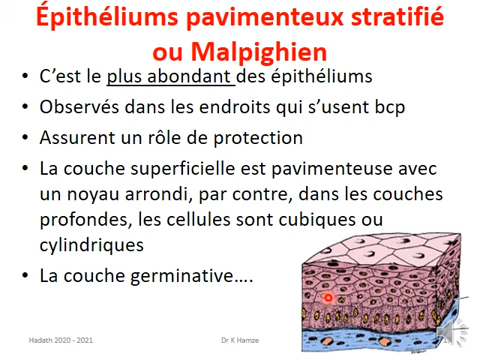 Épithéliums pavimenteux stratifié
ou Malpighien
• C’est le plus abondant des épithéliums
• Observés dans les endroits qui s’usent bcp
• Assurent un rôle de protection
• La couche superficielle est pavimenteuse avec
un noyau arrondi, par contre, dans les couches
profondes, les cellules sont cubiques ou
cylindriques
• La couche germinative….
Hadath 2020 - 2021
Dr K Hamze